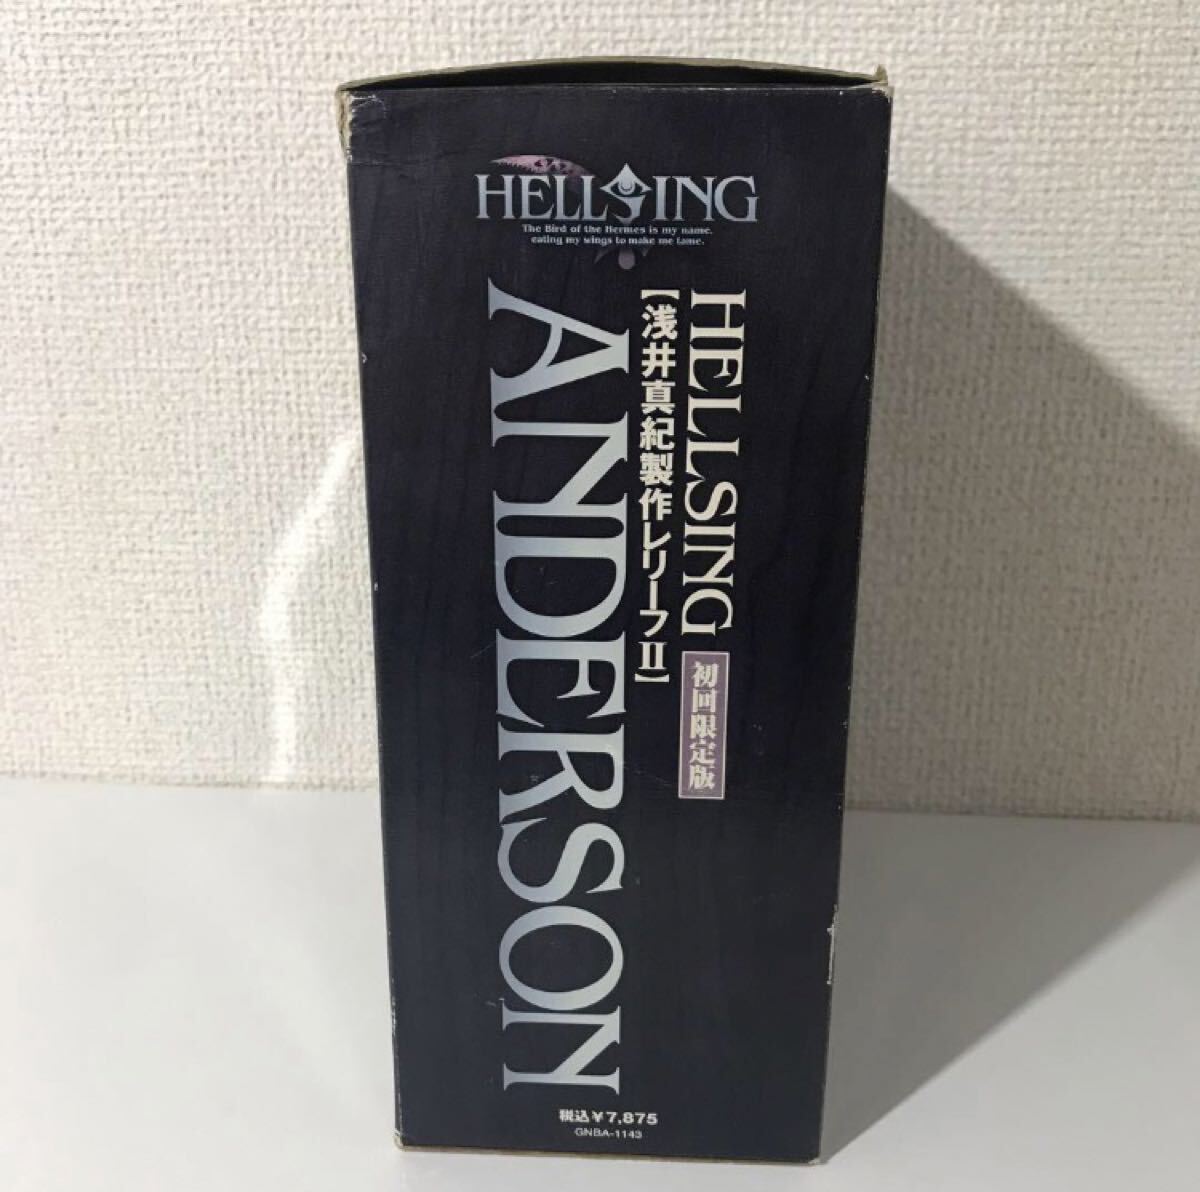 HELLSING
The Bird of the Hermes is my name,
eating my wings to make me tame.
HELLSING 初回限定版
【浅井真紀製作レリーフII】
ANDERSON
税込¥7,875
GNBA-1143